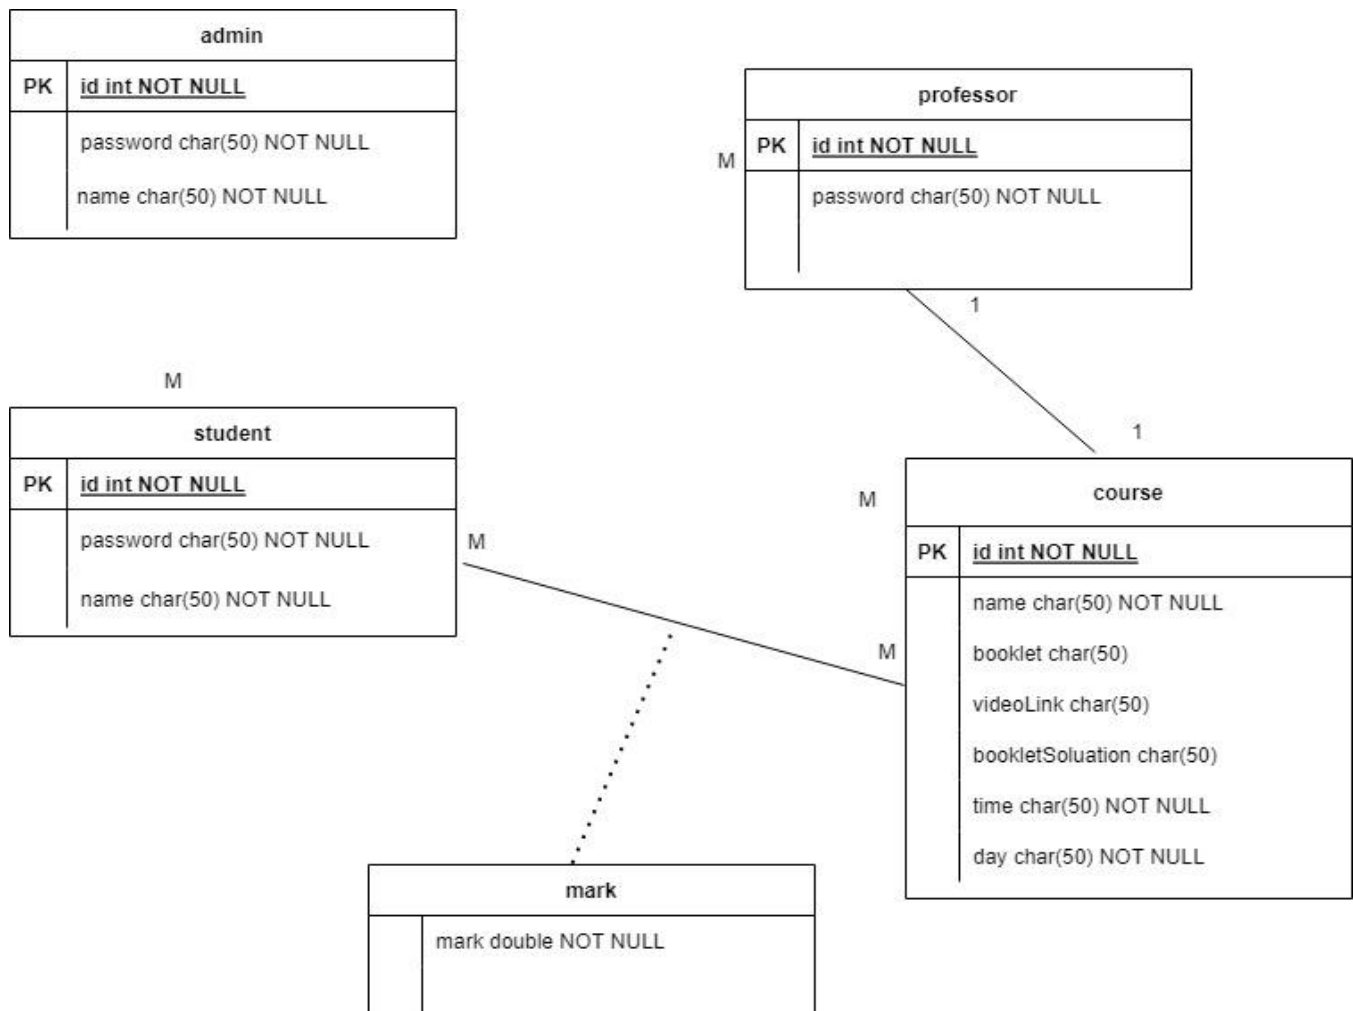 admin
PK id int NOT NULL
password char(50) NOT NULL
name char(50) NOT NULL
professor
M
PK id int NOT NULL
password char(50) NOT NULL
1
M
student
PK id int NOT NULL
password char(50) NOT NULL
name char(50) NOT NULL
M
1
M
course
PK id int NOT NULL
name char(50) NOT NULL
booklet char(50)
M
videoLink char(50)
bookletSoluation char(50)
time char(50) NOT NULL
day char(50) NOT NULL
mark
mark double NOT NULL